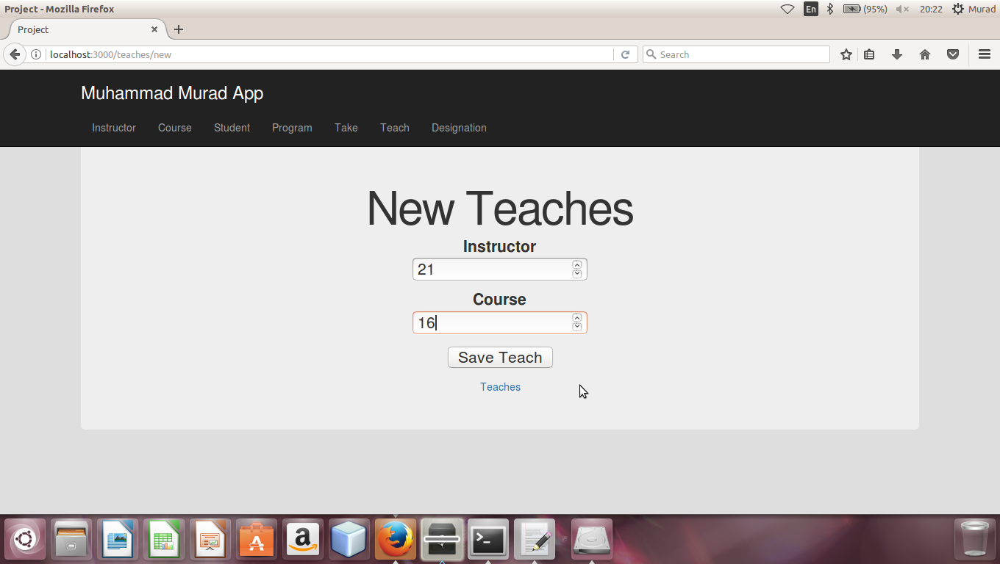 Project - Mozilla Firefox
En
(95%)
20:22
Murad
Project
localhost:3000/teaches/new
Search
Muhammad Murad App
Instructor Course Student Program Take Teach Designation
New Teaches
Instructor
21
Course
16
Save Teach
Teaches